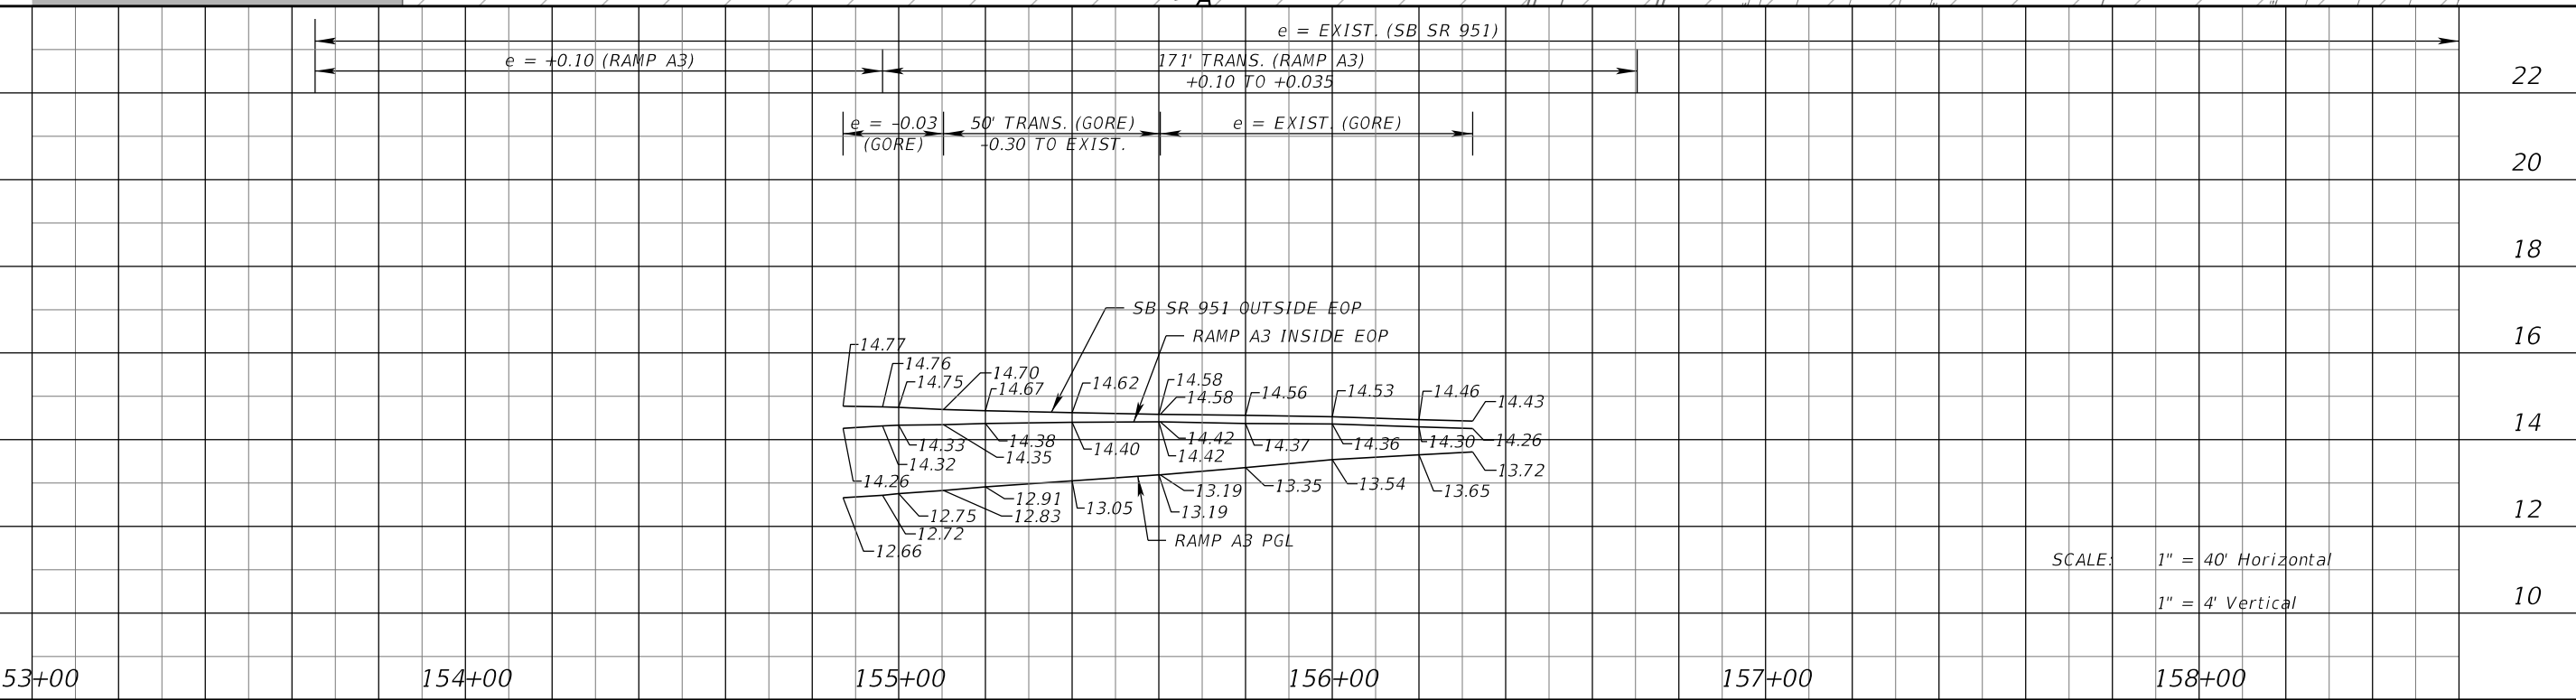 A
e = EXIST. (SB SR 951)
e = +0.10 (RAMP A3)
171' TRANS. (RAMP A3)
+0.10 TO +0.035
22
e = -0.03
(GORE)
50' TRANS. (GORE)
-0.30 TO EXIST.
e = EXIST. (GORE)
20
18
SB SR 951 OUTSIDE EOP
RAMP A3 INSIDE EOP
16
14.77
14.76
14.75
14.70
14.67
14.62
14.58
14.58
14.56
14.53
14.46
14.43
14
14.26
14.32
14.33
14.35
14.38
14.40
14.42
14.42
14.37
14.36
14.30
14.26
12.66
12.72
12.75
12.83
12.91
13.05
13.19
13.19
13.35
13.54
13.65
13.72
12
RAMP A3 PGL
SCALE: 1" = 40' Horizontal
1" = 4' Vertical
10
53+00 154+00 155+00 156+00 157+00 158+00